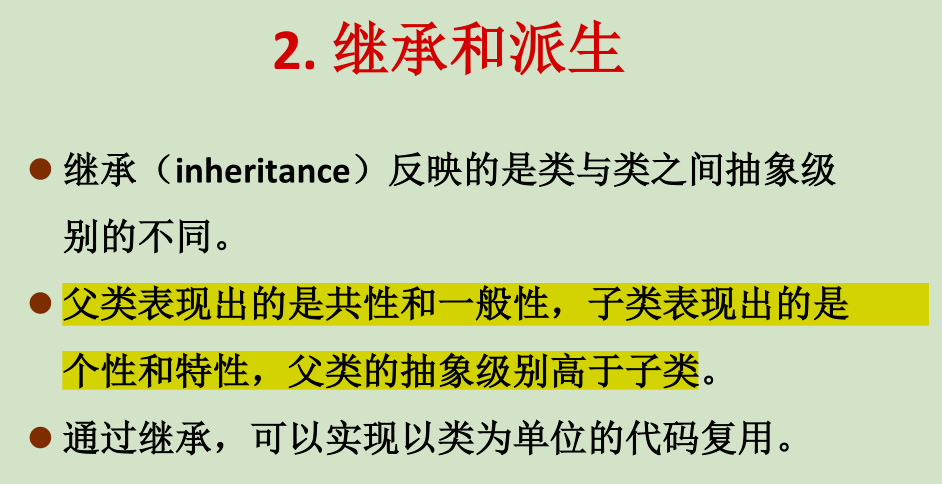 2. 继承和派生
● 继承（inheritance）反映的是类与类之间抽象级
别的不同。
● 父类表现出的是共性和一般性，子类表现出的是
个性和特性，父类的抽象级别高于子类。
● 通过继承，可以实现以类为单位的代码复用。